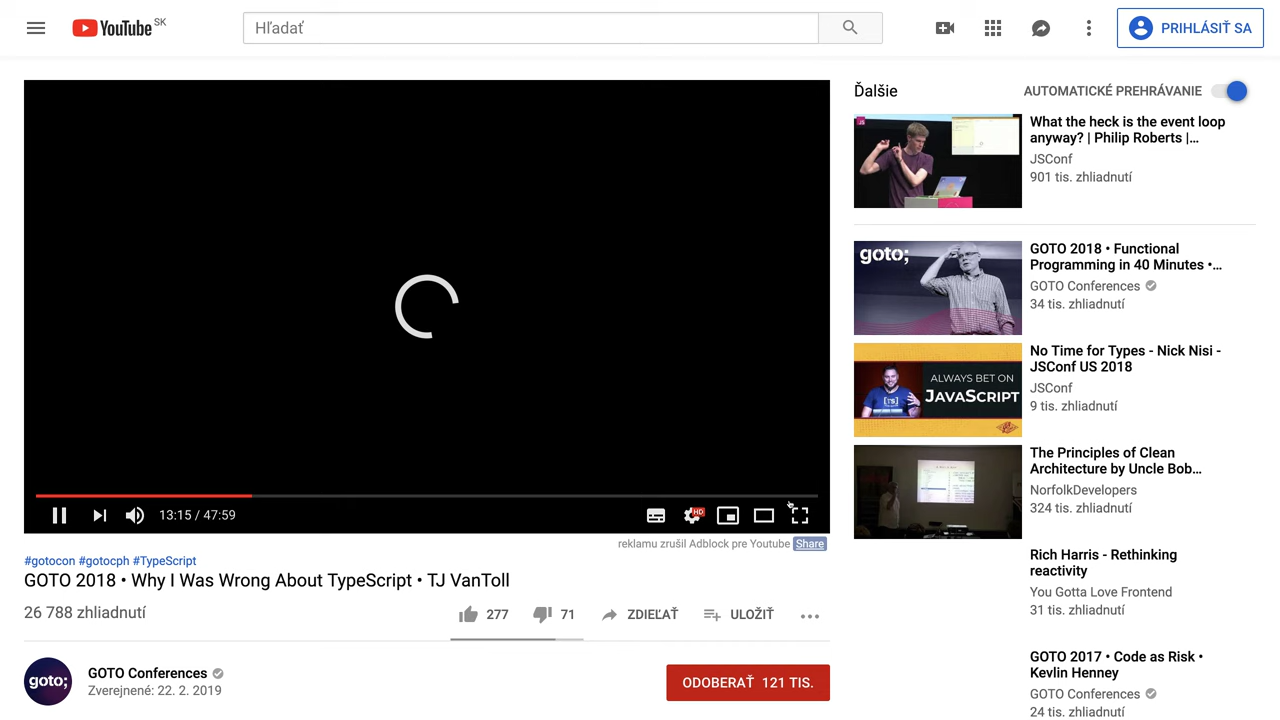 YouTube SK
Hľadať
PRIHLÁSIŤ SA
13:15 / 47:59
HD
reklamu zrušil Adblock pre Youtube Share
#gotocon #gotocph #TypeScript
GOTO 2018 • Why I Was Wrong About TypeScript • TJ VanToll
26 788 zhliadnutí
277
71
ZDIEĽAŤ
ULOŽIŤ
goto;
GOTO Conferences
Zverejnené: 22. 2. 2019
ODOBERAŤ 121 TIS.
Ďalšie
AUTOMATICKÉ PREHRÁVANIE
JS
What the heck is the event loop
anyway? | Philip Roberts |…
JSConf
901 tis. zhliadnutí
goto;
GOTO 2018 • Functional
Programming in 40 Minutes •…
GOTO Conferences
34 tis. zhliadnutí
[TS]
ALWAYS BET ON
JAVASCRIPT
No Time for Types - Nick Nisi -
JSConf US 2018
JSConf
9 tis. zhliadnutí
The Principles of Clean
Architecture by Uncle Bob…
NorfolkDevelopers
324 tis. zhliadnutí
Rich Harris - Rethinking
reactivity
You Gotta Love Frontend
31 tis. zhliadnutí
GOTO 2017 • Code as Risk •
Kevlin Henney
GOTO Conferences
24 tis. zhliadnutí